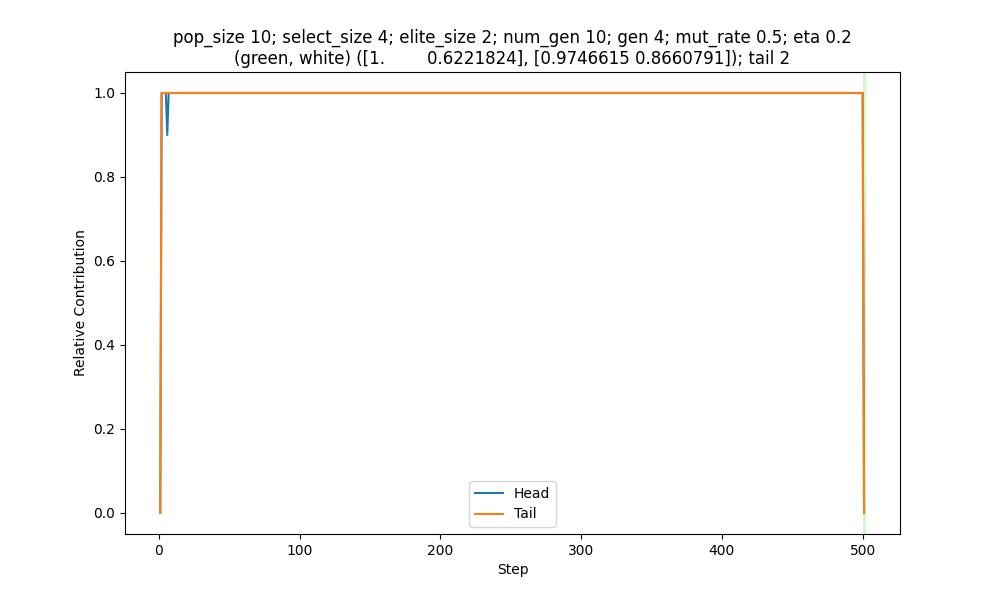 pop_size 10; select_size 4; elite_size 2; num_gen 10; gen 4; mut_rate 0.5; eta 0.2
(green, white) ([1.        0.6221824], [0.9746615 0.8660791]); tail 2
1.0
0.8
0.6
0.4
0.2
0.0
Relative Contribution
Head
Tail
0
100
200
300
400
500
Step